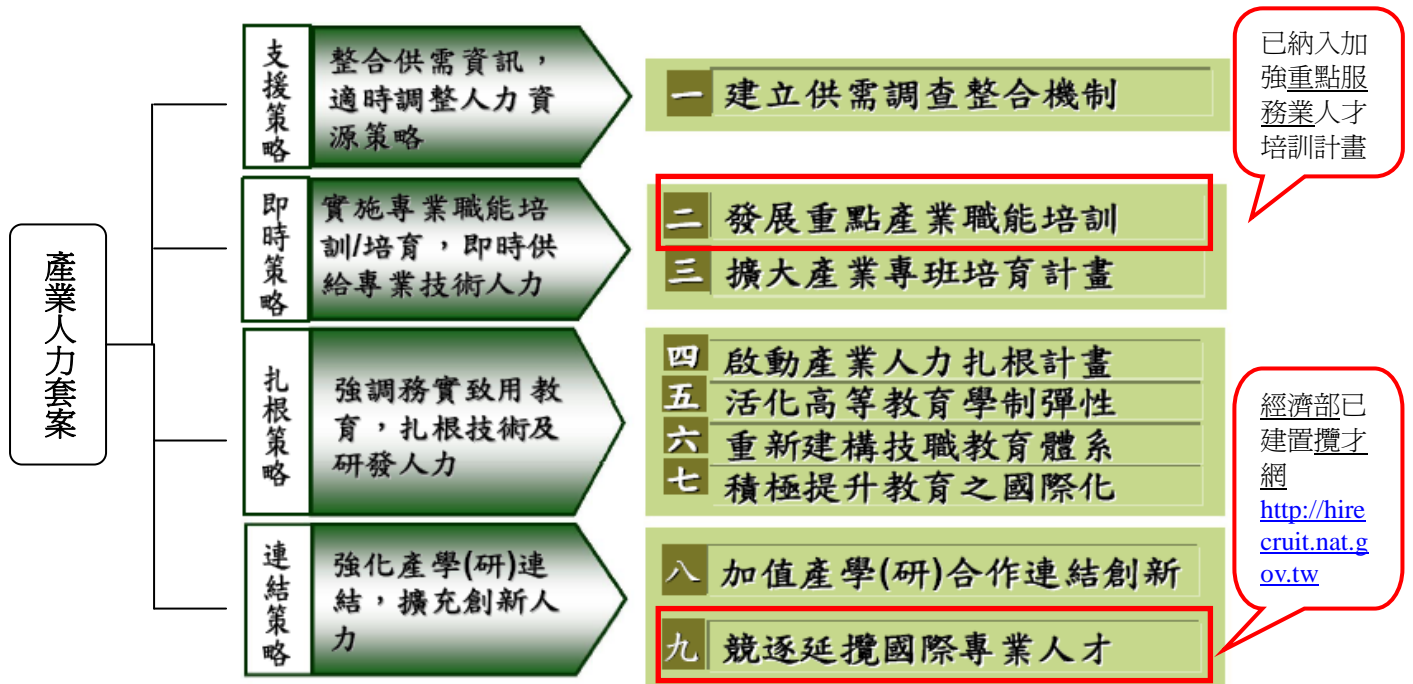 產業人力套案
支援策略
整合供需資訊，
適時調整人力資
源策略
一 建立供需調查整合機制
已納入加
強重點服
務業人才
培訓計畫
即時策略
實施專業職能培
訓/培育，即時供
給專業技術人力
二 發展重點產業職能培訓
三 擴大產業專班培育計畫
扎根策略
強調務實致用教
育，扎根技術及
研發人力
四 啟動產業人力扎根計畫
五 活化高等教育學制彈性
六 重新建構技職教育體系
七 積極提升教育之國際化
經濟部已
建置攬才
網
http://hire
cruit.nat.g
ov.tw
連結策略
強化產學(研)連
結，擴充創新人
力
八 加值產學(研)合作連結創新
九 競逐延攬國際專業人才